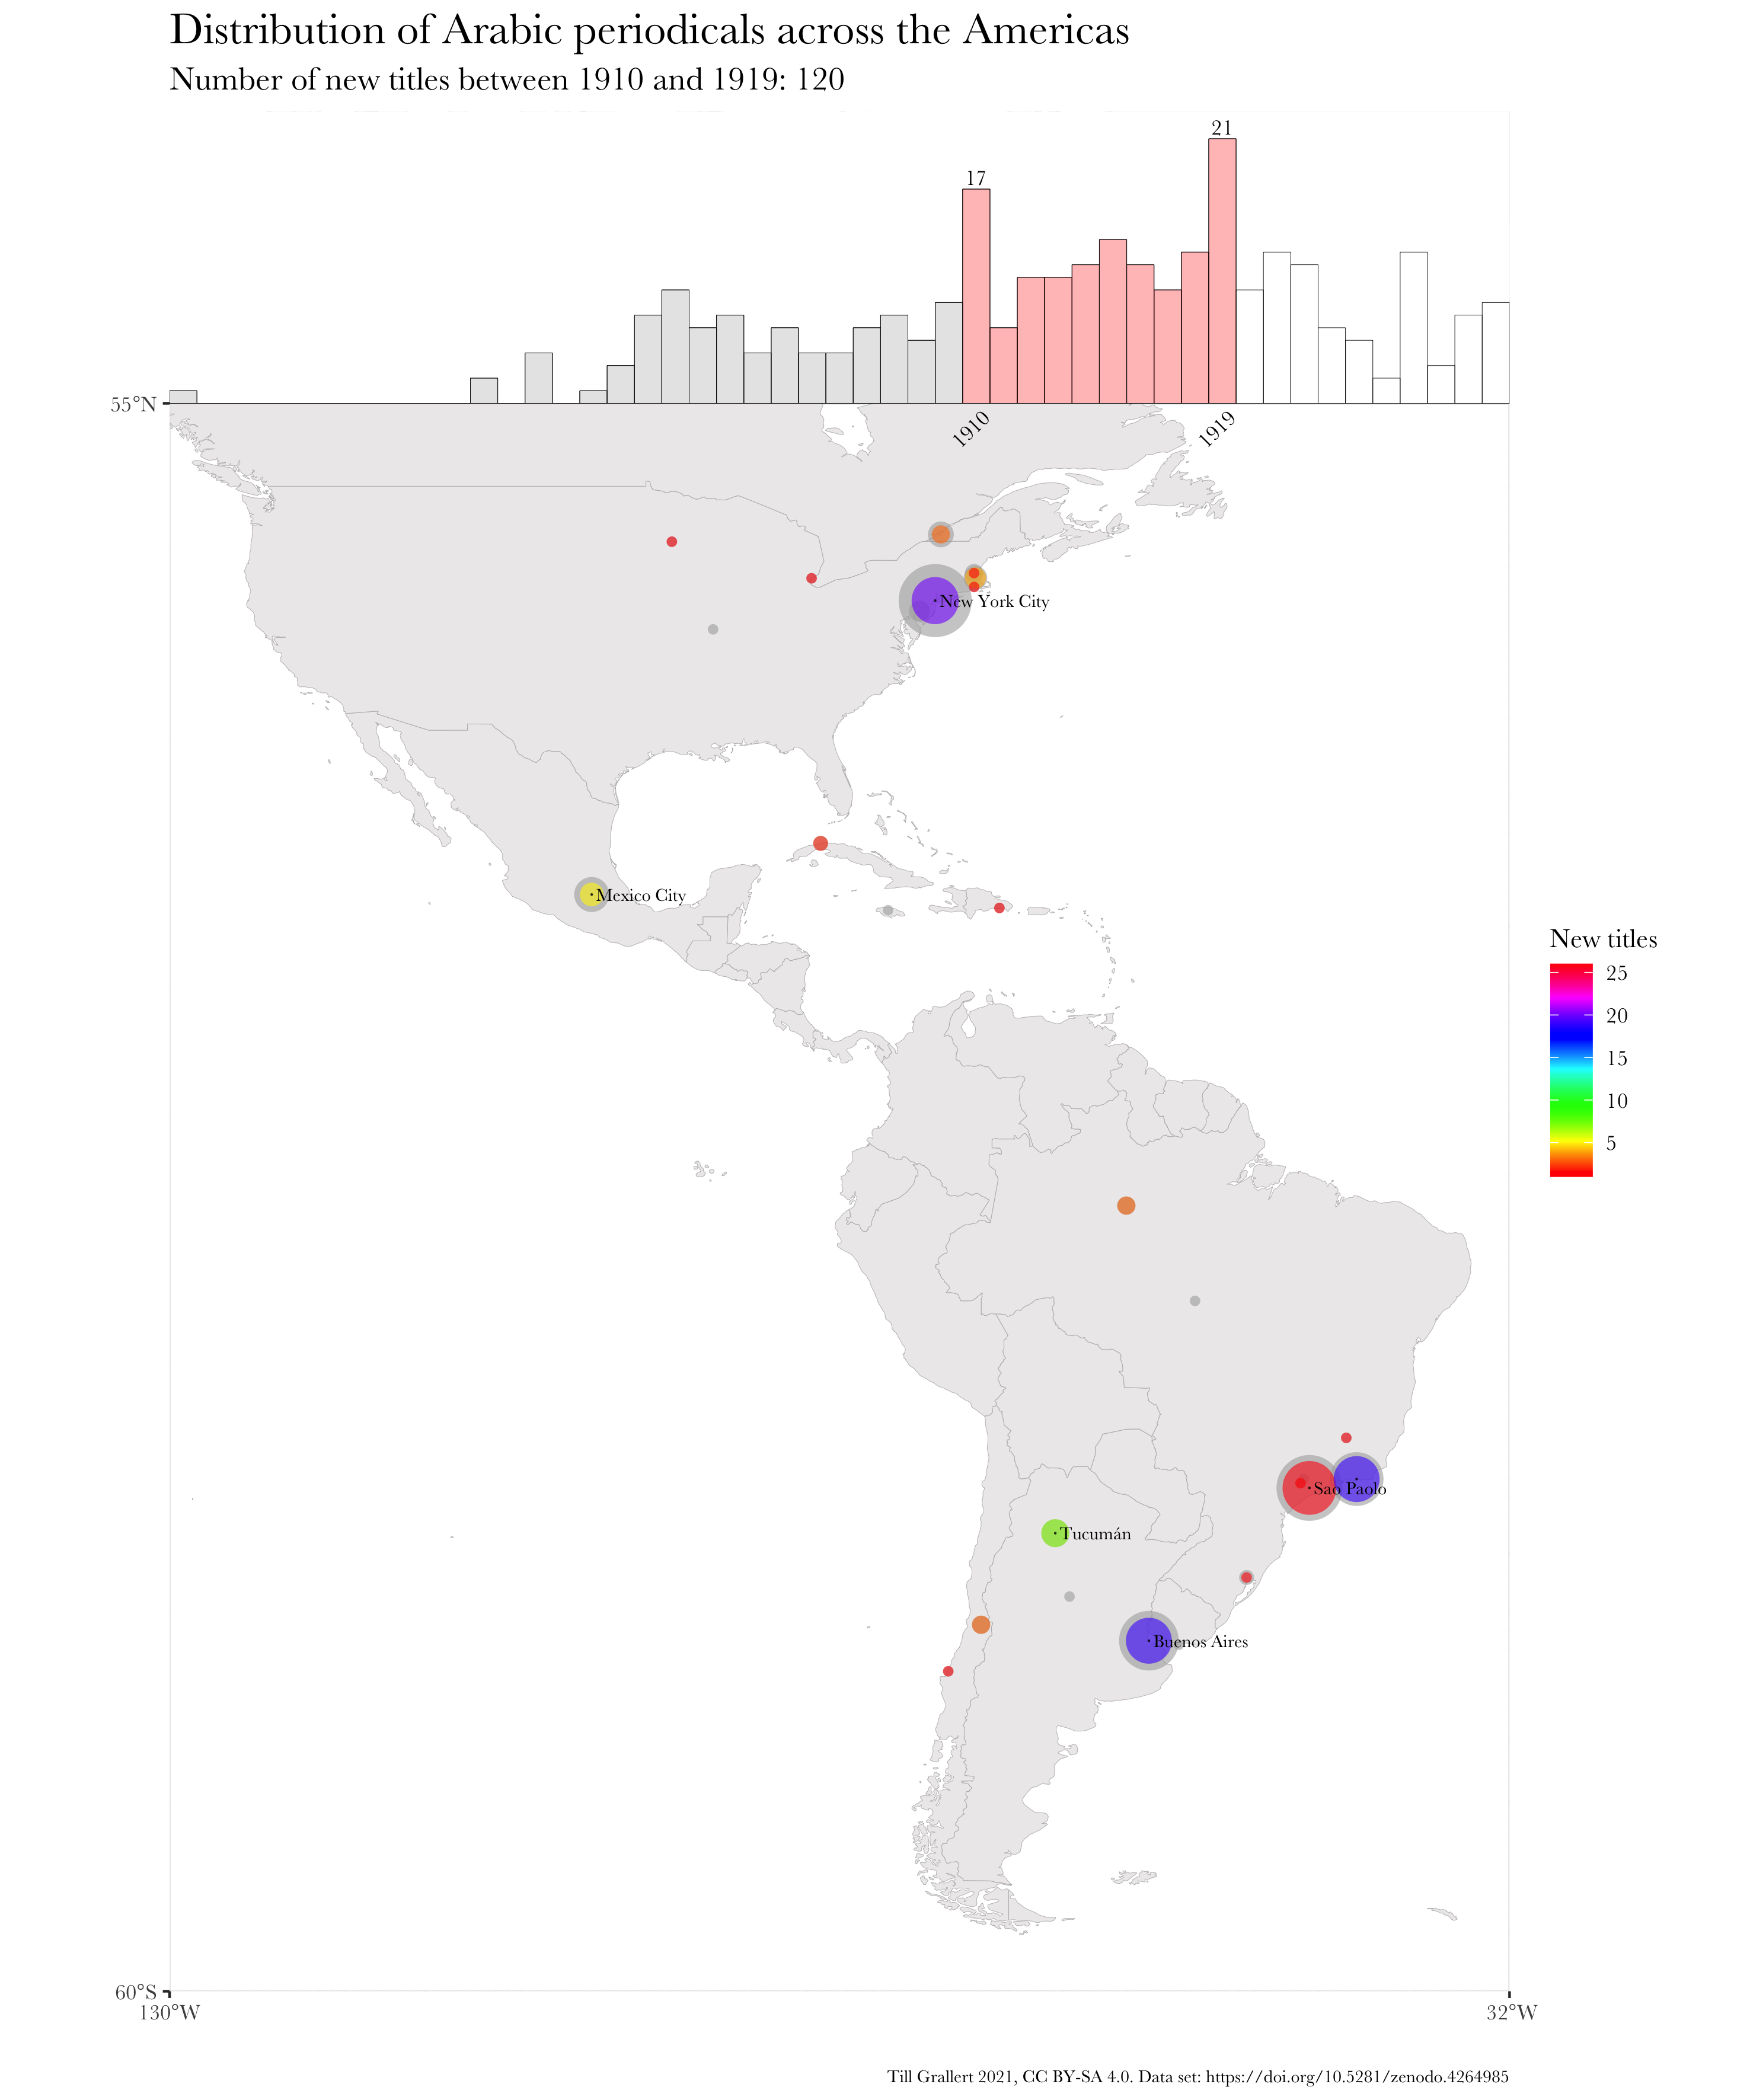 Distribution of Arabic periodicals across the Americas
Number of new titles between 1910 and 1919: 120
21
17
55°N
1910
1919
New York City
Mexico City
New titles
25
20
15
10
5
Sao Paolo
Tucumán
Buenos Aires
60°S
130°W
32°W
Till Grallert 2021, CC BY-SA 4.0. Data set: https://doi.org/10.5281/zenodo.4264985